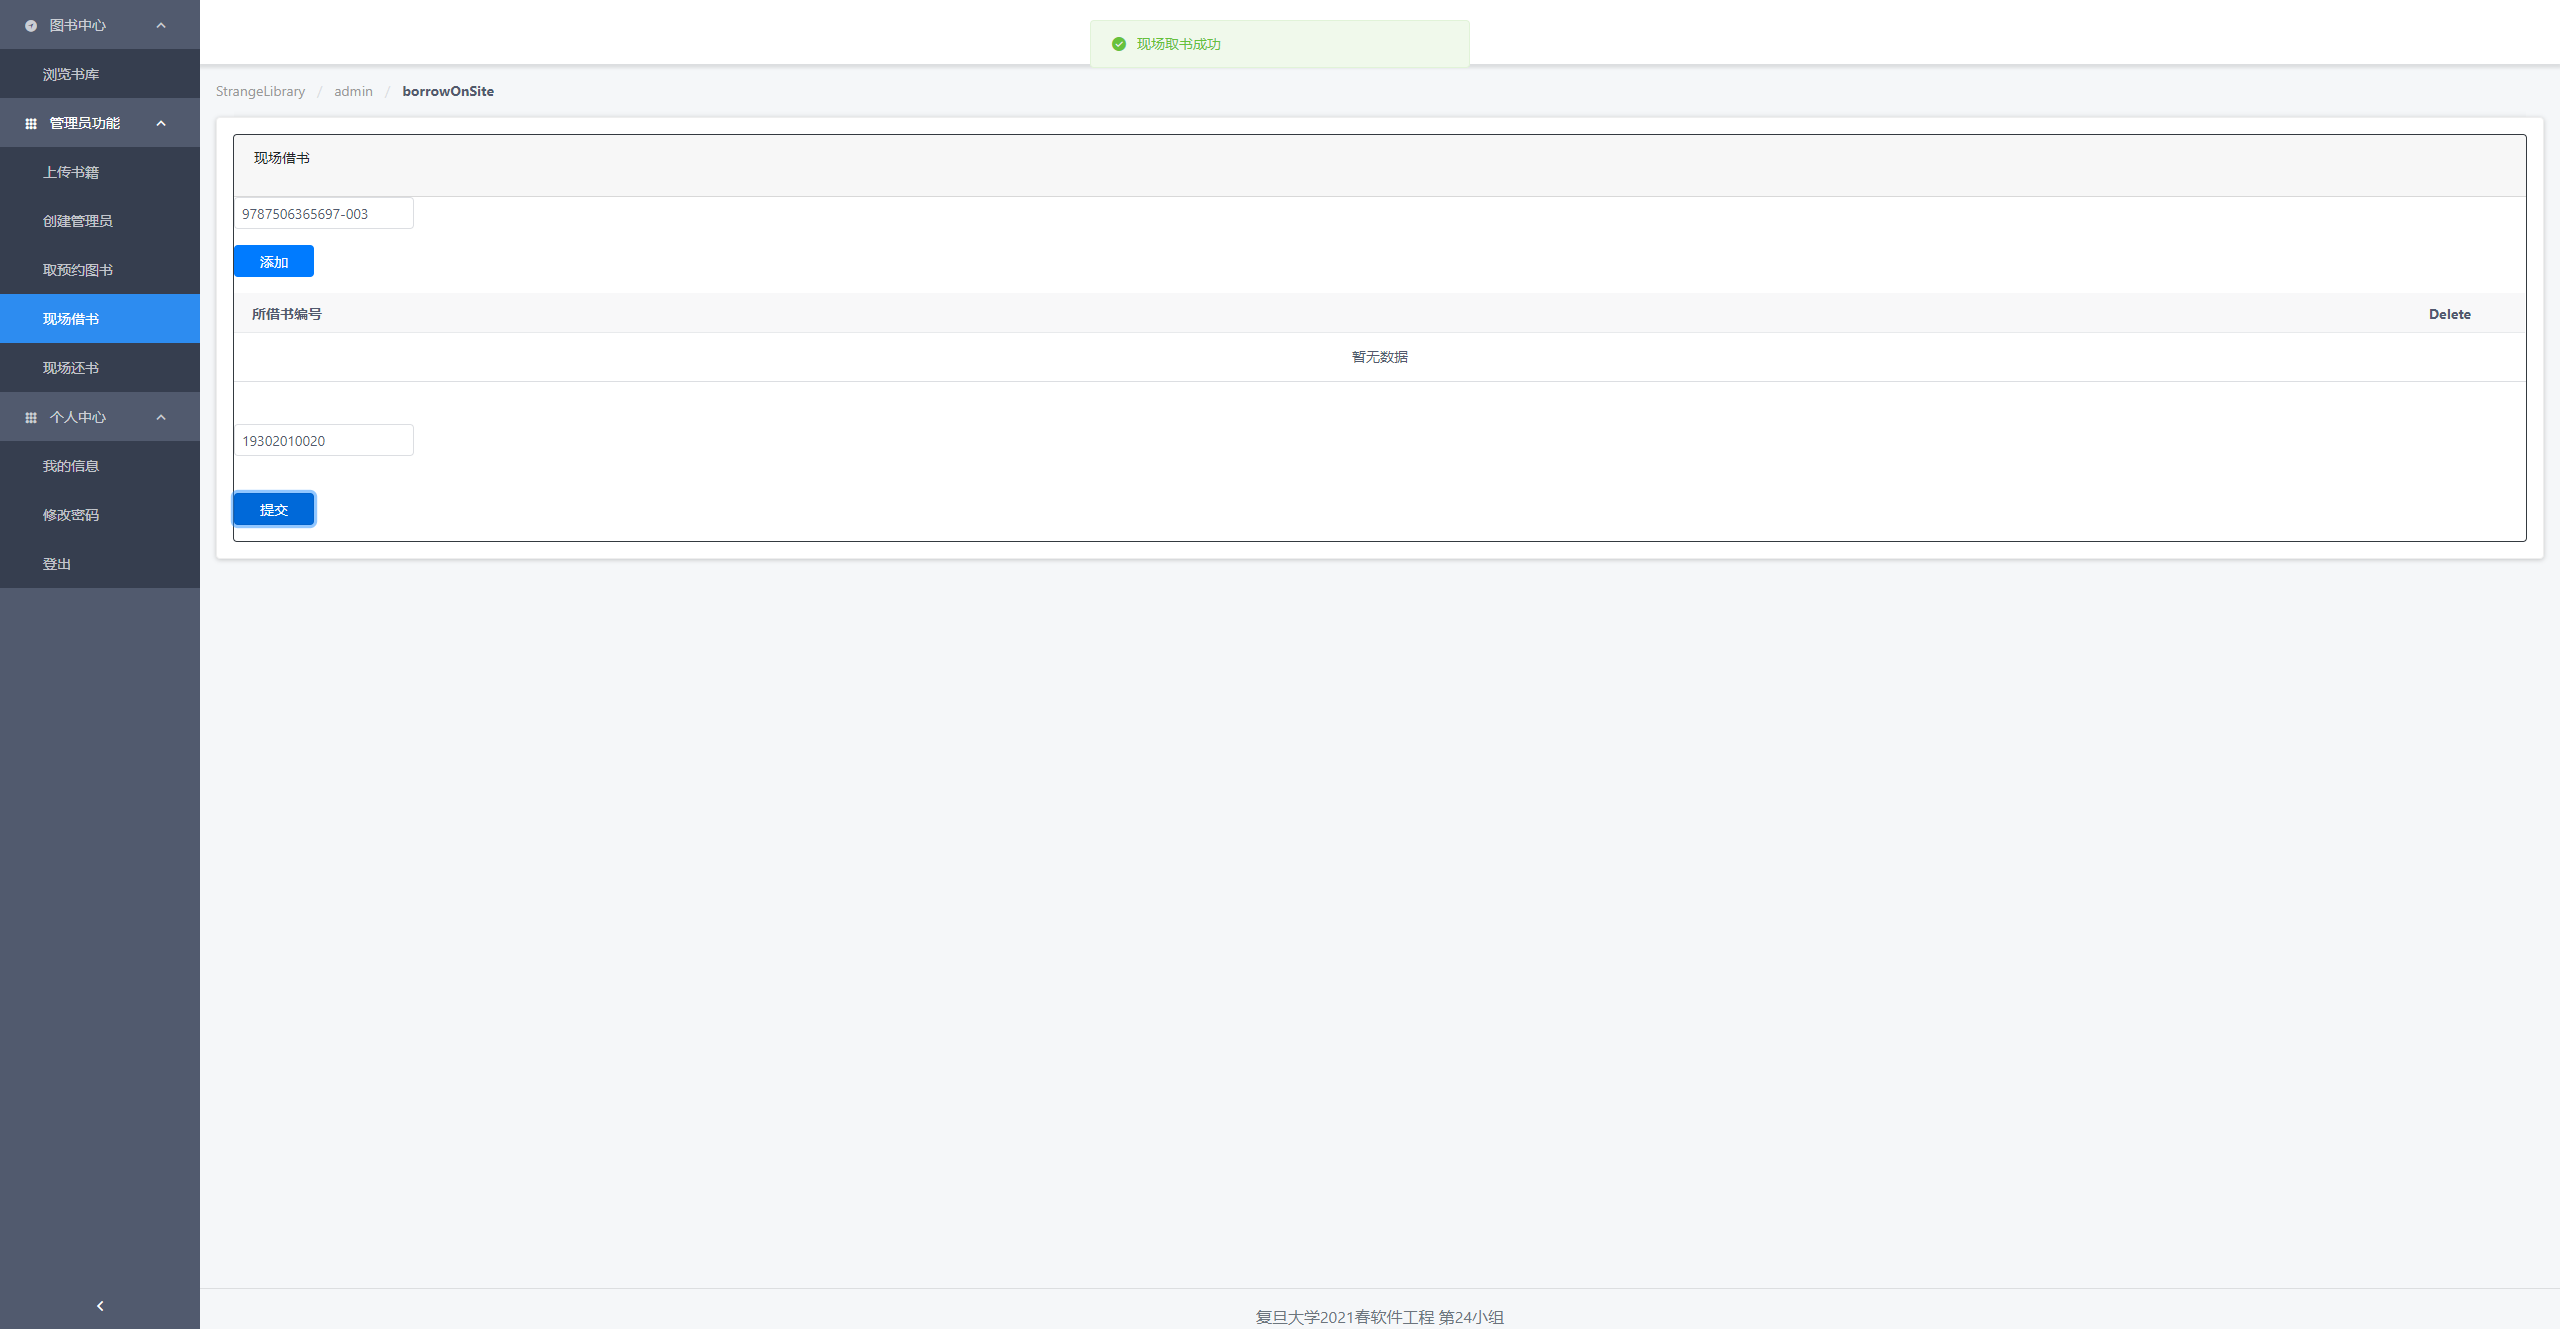 图书中心
浏览书库
管理员功能
上传书籍
创建管理员
取预约图书
现场借书
现场还书
个人中心
我的信息
修改密码
登出
现场取书成功
StrangeLibrary / admin / borrowOnSite
现场借书
9787506365697-003
添加
所借书编号 Delete
暂无数据
19302010020
提交
复旦大学2021春软件工程 第24小组